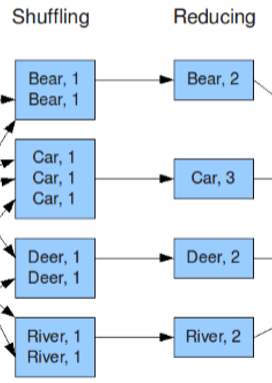 Shuffling
Reducing
Bear, 1
Bear, 1
Bear, 2
Car, 1
Car, 1
Car, 1
Car, 3
Deer, 1
Deer, 1
Deer, 2
River, 1
River, 1
River, 2